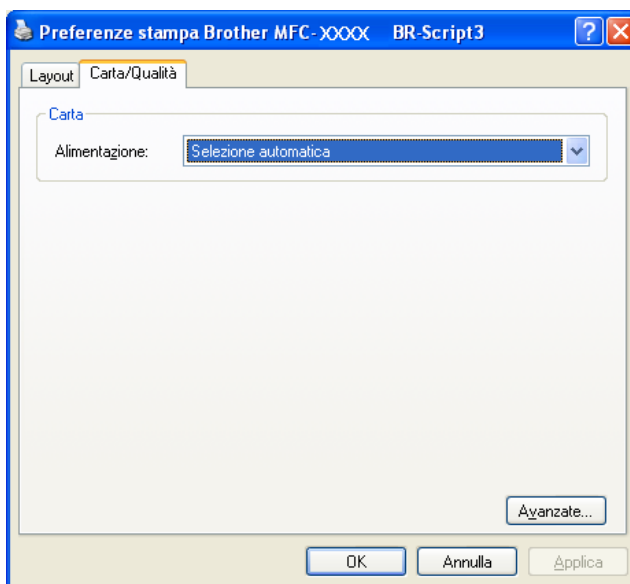 Preferenze stampa Brother MFC-XXXX BR-Script3
Layout Carta/Qualità
Carta
Alimentazione: Selezione automatica
Avanzate...
OK Annulla Applica